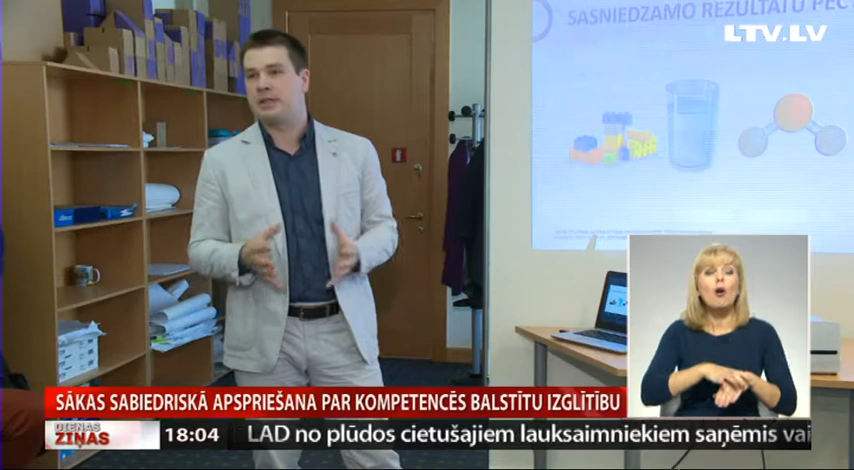 SASNIEDZAMO REZULTĀTU PĒC
LTV.LV
SĀKAS SABIEDRISKĀ APSPRIEŠANA PAR KOMPETENCĒS BALSTĪTU IZGLĪTĪBU
DIENAS
ZIŅAS
18:04
LAD no plūdos cietušajiem lauksaimniekiem saņēmis vai